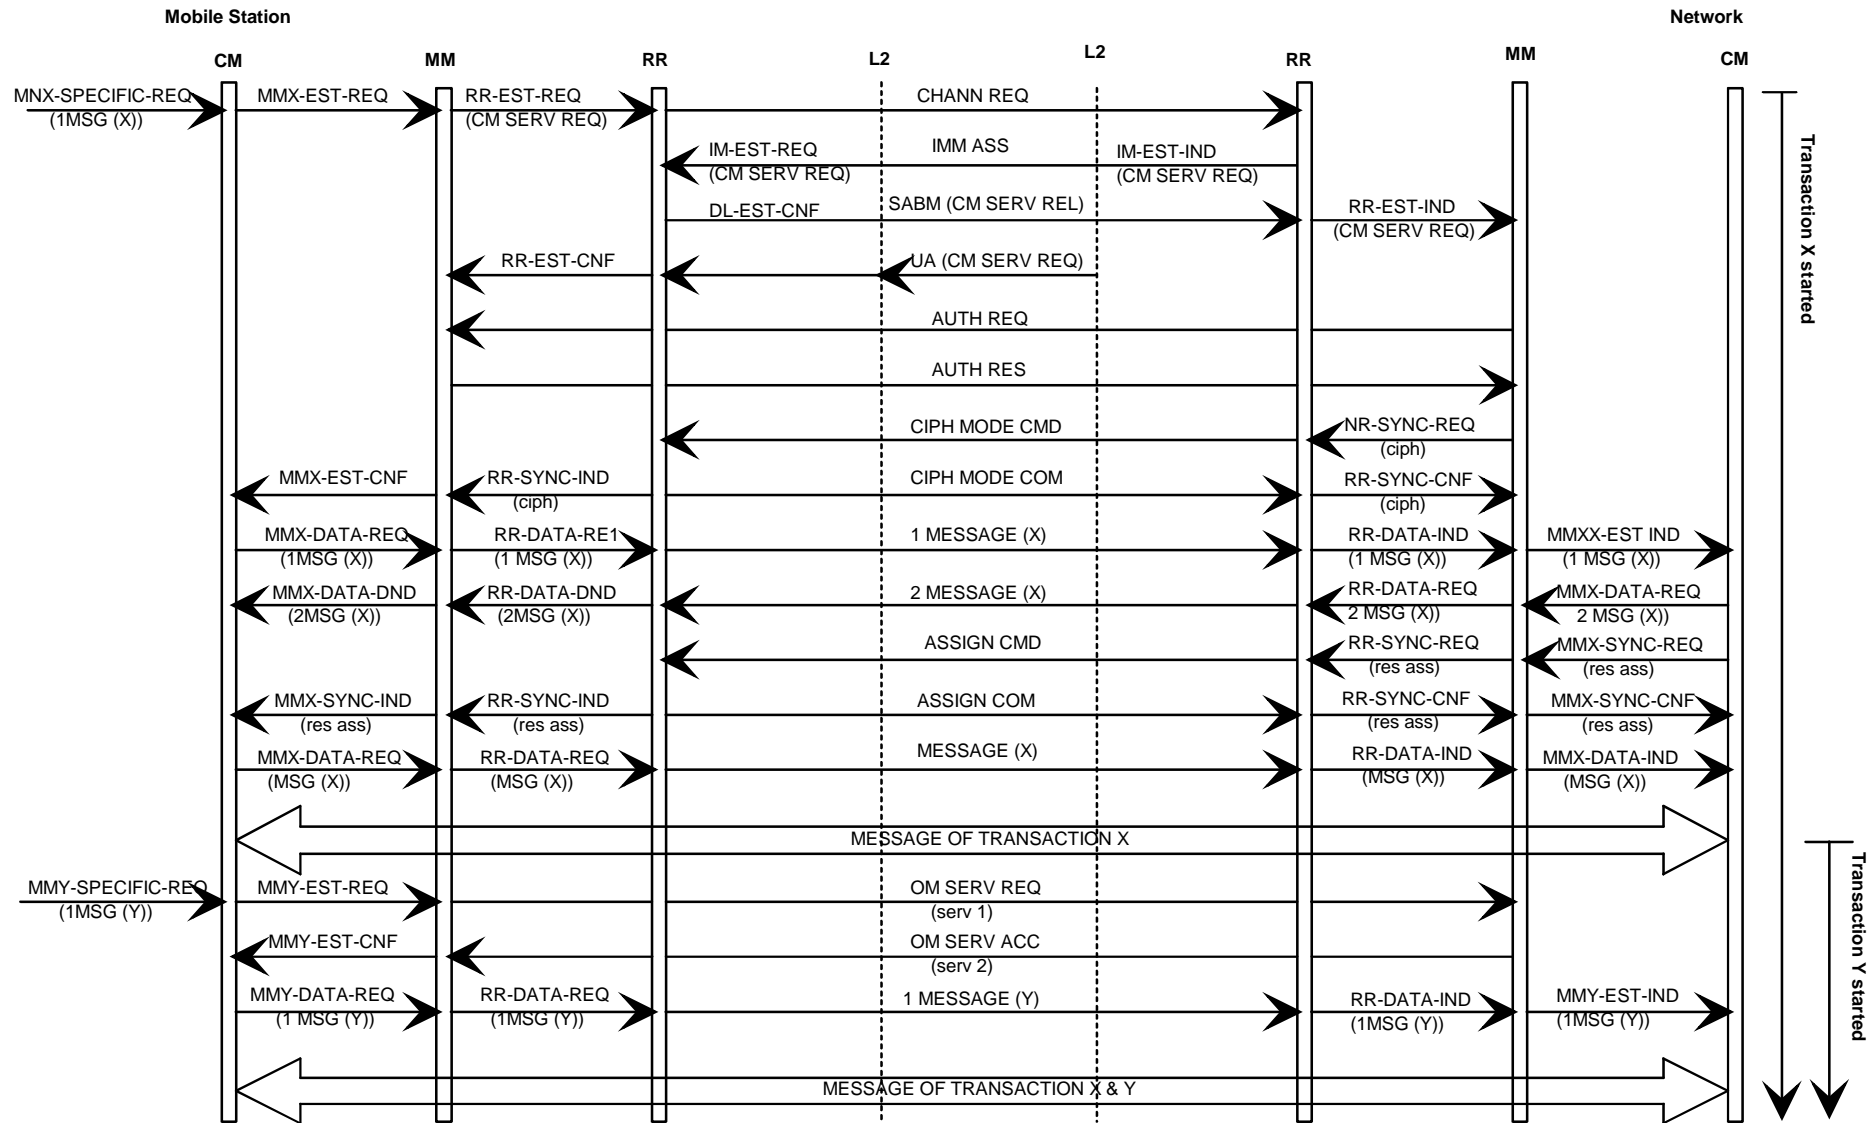 Mobile Station
Network
CM
MM
RR
L2
L2
RR
MM
CM
MNX-SPECIFIC-REQ
(1MSG (X))
MMX-EST-REQ
RR-EST-REQ
(CM SERV REQ)
CHANN REQ
IM-EST-REQ
(CM SERV REQ)
IMM ASS
IM-EST-IND
(CM SERV REQ)
DL-EST-CNF
SABM (CM SERV REL)
RR-EST-IND
(CM SERV REQ)
RR-EST-CNF
UA (CM SERV REQ)
AUTH REQ
AUTH RES
CIPH MODE CMD
NR-SYNC-REQ
(ciph)
MMX-EST-CNF
RR-SYNC-IND
(ciph)
CIPH MODE COM
RR-SYNC-CNF
(ciph)
MMX-DATA-REQ
(1MSG (X))
RR-DATA-RE1
(1 MSG (X))
1 MESSAGE (X)
RR-DATA-IND
(1 MSG (X))
MMXX-EST IND
(1 MSG (X))
MMX-DATA-DND
(2MSG (X))
RR-DATA-DND
(2MSG (X))
2 MESSAGE (X)
RR-DATA-REQ
2 MSG (X))
MMX-DATA-REQ
2 MSG (X))
ASSIGN CMD
RR-SYNC-REQ
(res ass)
MMX-SYNC-REQ
(res ass)
MMX-SYNC-IND
(res ass)
RR-SYNC-IND
(res ass)
ASSIGN COM
RR-SYNC-CNF
(res ass)
MMX-SYNC-CNF
(res ass)
MMX-DATA-REQ
(MSG (X))
RR-DATA-REQ
(MSG (X))
MESSAGE (X)
RR-DATA-IND
(MSG (X))
MMX-DATA-IND
(MSG (X))
MESSAGE OF TRANSACTION X
MMY-SPECIFIC-REQ
(1MSG (Y))
MMY-EST-REQ
OM SERV REQ
(serv 1)
MMY-EST-CNF
OM SERV ACC
(serv 2)
MMY-DATA-REQ
(1 MSG (Y))
RR-DATA-REQ
(1MSG (Y))
1 MESSAGE (Y)
RR-DATA-IND
(1MSG (Y))
MMY-EST-IND
(1MSG (Y))
MESSAGE OF TRANSACTION X & Y
Transaction X started
Transaction Y started